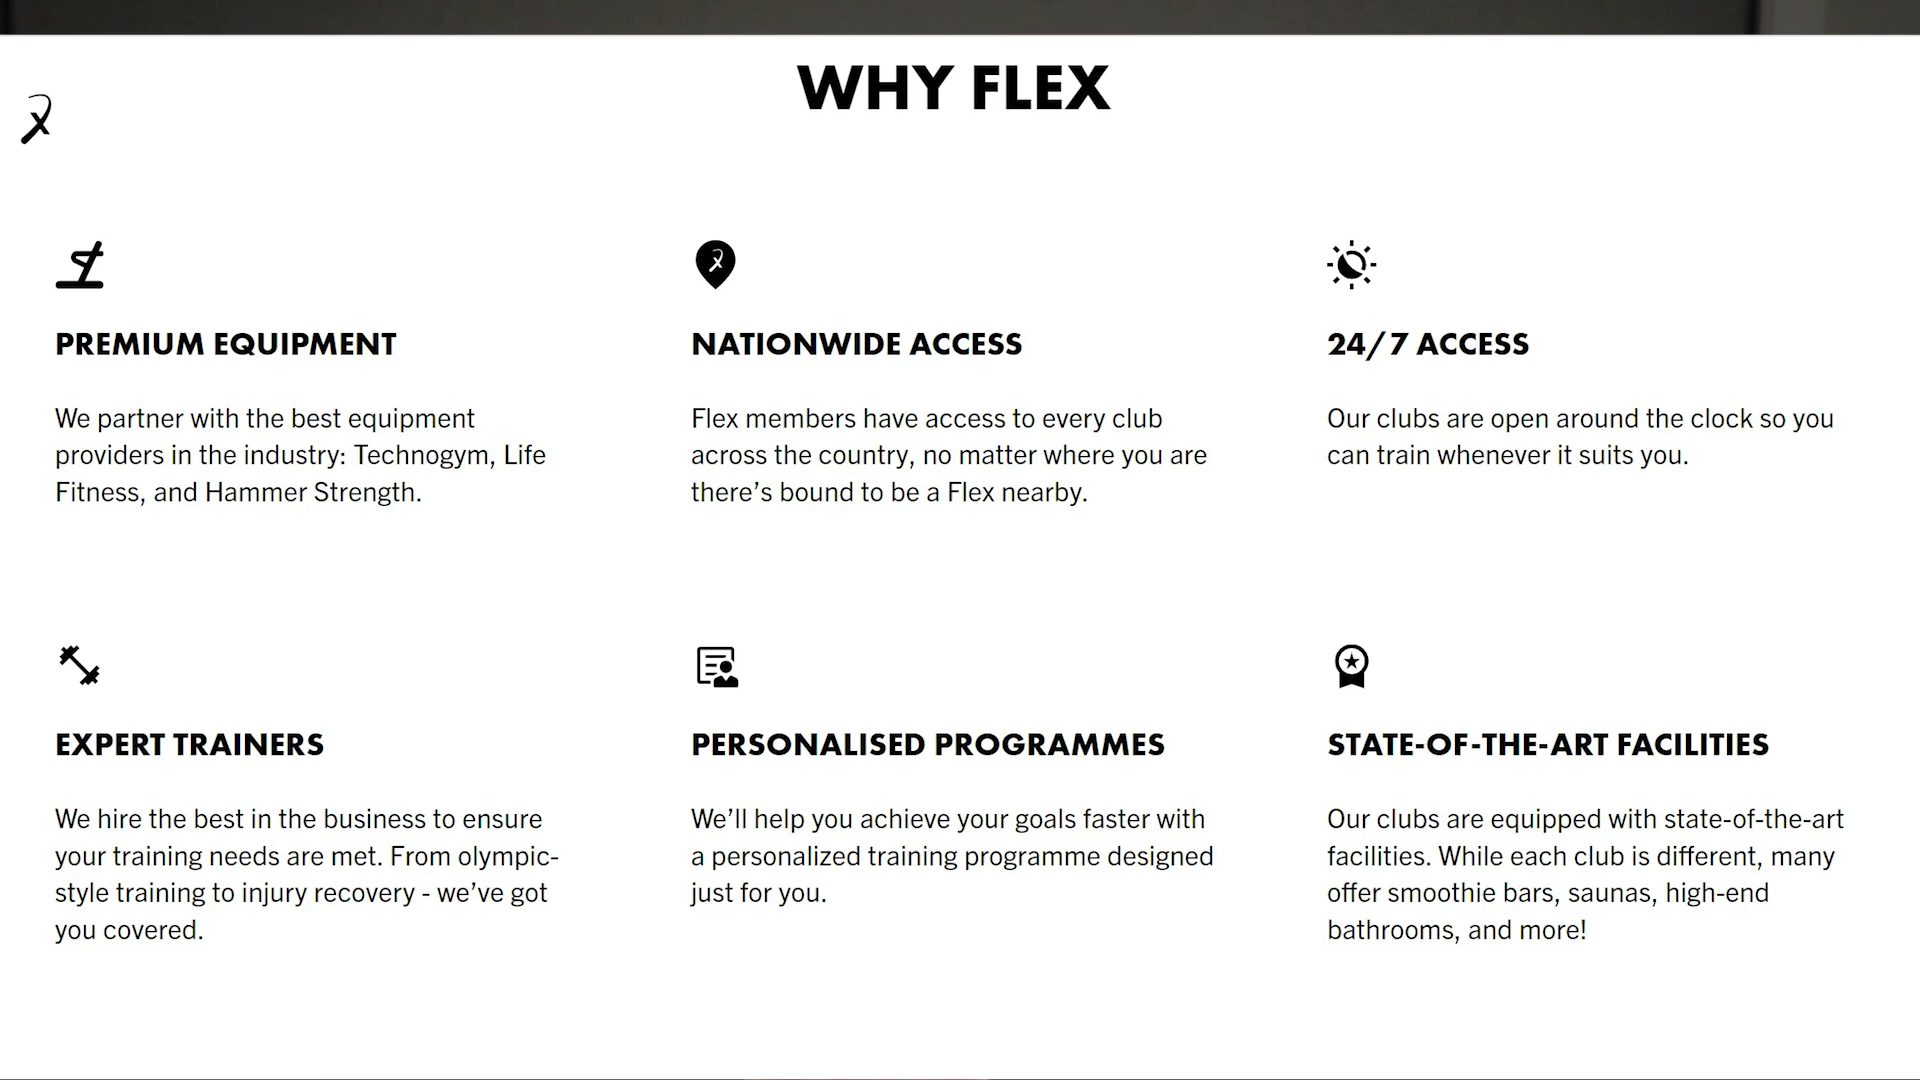 WHY FLEX
PREMIUM EQUIPMENT
We partner with the best equipment
providers in the industry: Technogym, Life
Fitness, and Hammer Strength.
NATIONWIDE ACCESS
Flex members have access to every club
across the country, no matter where you are
there's bound to be a Flex nearby.
24/7 ACCESS
Our clubs are open around the clock so you
can train whenever it suits you.
EXPERT TRAINERS
We hire the best in the business to ensure
your training needs are met. From olympic-
style training to injury recovery - we've got
you covered.
PERSONALISED PROGRAMMES
We'll help you achieve your goals faster with
a personalized training programme designed
just for you.
STATE-OF-THE-ART FACILITIES
Our clubs are equipped with state-of-the-art
facilities. While each club is different, many
offer smoothie bars, saunas, high-end
bathrooms, and more!